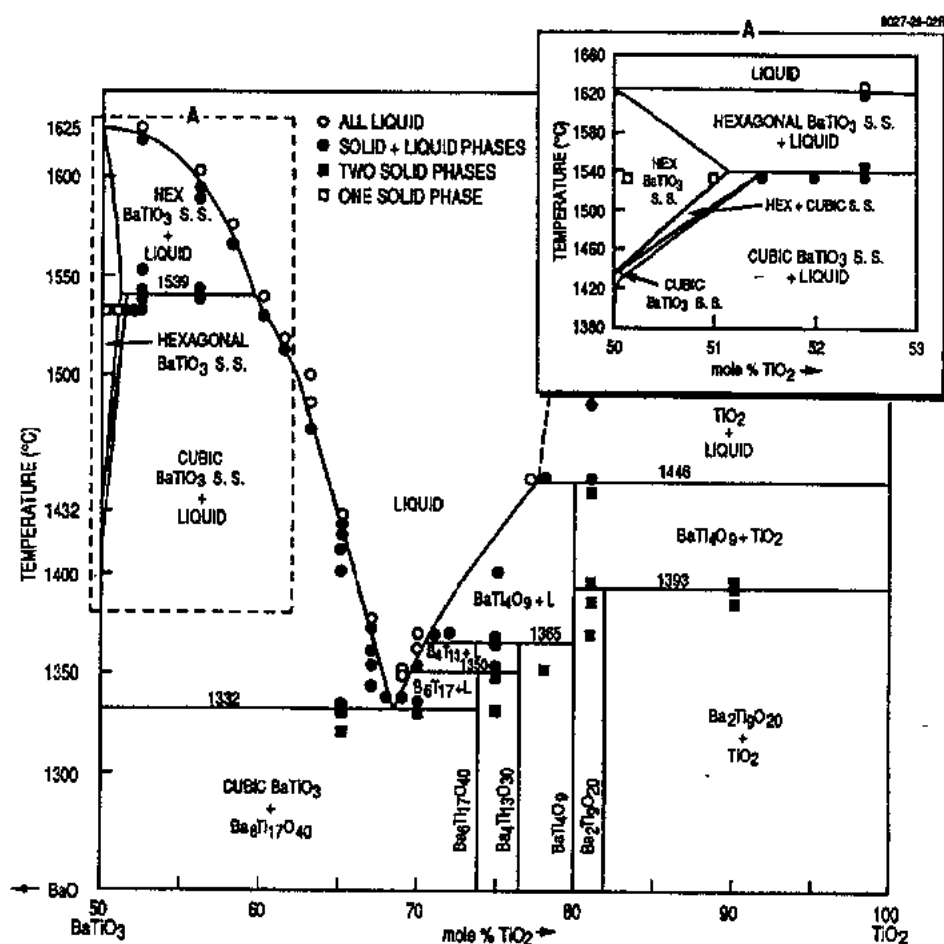 8027-28-02R
A
1625
1600
1550
1500
1432
1400
1350
1300
TEMPERATURE (°C)
A
○ ALL LIQUID
● SOLID + LIQUID PHASES
■ TWO SOLID PHASES
□ ONE SOLID PHASE
HEX
BaTiO3 S. S.
+
LIQUID
1539
HEXAGONAL
BaTiO3 S. S.
CUBIC
BaTiO3 S. S.
+
LIQUID
LIQUID
1332
CUBIC BaTiO3
+
Ba6Ti17O40
B6T17+L
B4T13+L
1350
1365
BaTi4O9 + L
Ba6Ti17O40
Ba4Ti13O30
BaTi4O9
Ba2Ti9O20
TiO2
+
LIQUID
1446
BaTi4O9 + TiO2
1393
Ba2Ti9O20
+
TiO2
BaO
50 60 70 80 90 100
BaTiO3 mole % TiO2 TiO2
1660
1620
1540
1500
1460
1420
1380
TEMPERATURE (°C)
LIQUID
HEXAGONAL BaTiO3 S. S.
+ LIQUID
HEX
BaTiO3
S. S.
HEX + CUBIC S. S.
CUBIC BaTiO3 S. S.
+ LIQUID
CUBIC
BaTiO3 S. S.
50 51 52 53
mole % TiO2